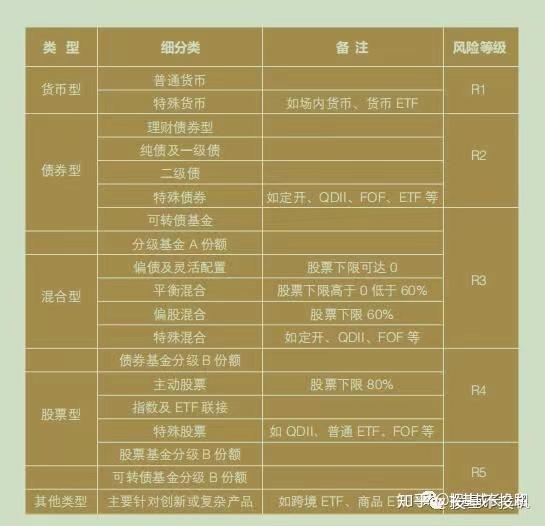 类 型 细分类 备 注 风险等级
货币型 普通货币 R1
特殊货币 如场内货币、货币 ETF
债券型 理财债券型 R2
纯债及一级债
二级债
特殊债券 如定开、QDII、FOF、ETF 等
可转债基金 R3
分级基金 A 份额
混合型 偏债及灵活配置 股票下限可达 0
平衡混合 股票下限高于 0 低于 60%
偏股混合 股票下限 60%
特殊混合 如定开、QDII、FOF 等
债券基金分级 B 份额 R4
股票型 主动股票 股票下限 80%
指数及 ETF 联接
特殊股票 如 QDII、普通 ETF、FOF 等
股票基金分级 B 份额 R5
可转债基金分级 B 份额
其他类型 主要针对创新或复杂产品 如跨境 ETF、商品 ET
知乎
投基不投机